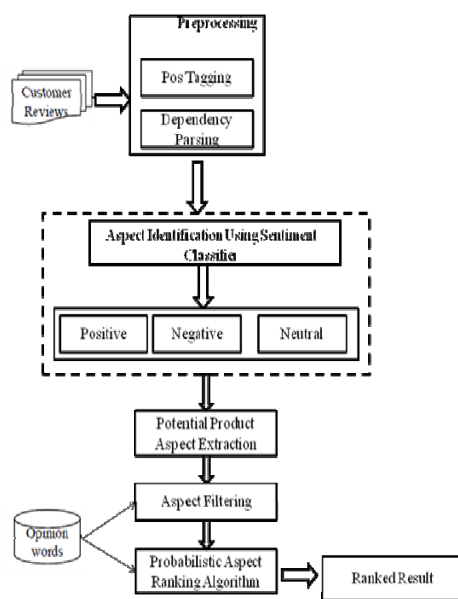 Preprocessing
Pos Tagging
Customer
Reviews
Dependency
Parsing
Aspect Identification Using Sentiment
Classifier
Positive
Negative
Neutral
Potential Product
Aspect Extraction
Aspect Filtering
Opinion
words
Probabilistic Aspect
Ranking Algorithm
Ranked Result